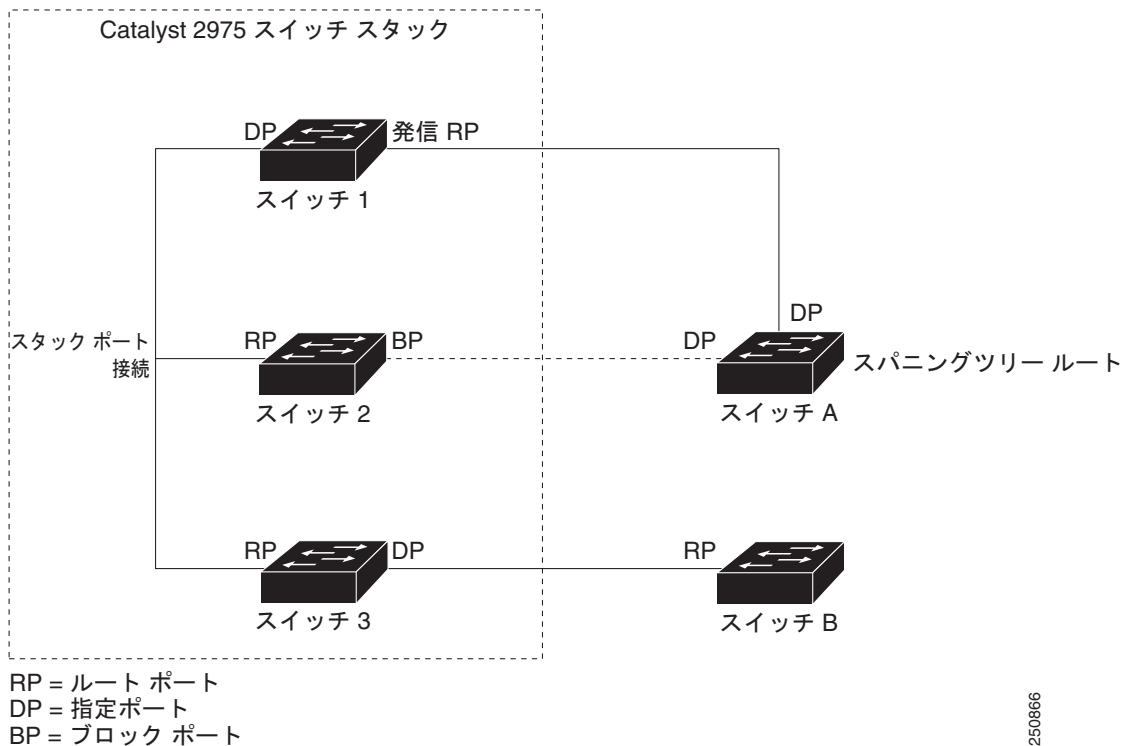 Catalyst 2975 スイッチ スタック
DP
発信 RP
スイッチ 1
DP
スタック ポート
接続
RP
BP
DP
スパニングツリー ルート
スイッチ 2
スイッチ A
RP
DP
RP
スイッチ 3
スイッチ B
RP = ルート ポート
DP = 指定ポート
BP = ブロック ポート
250866